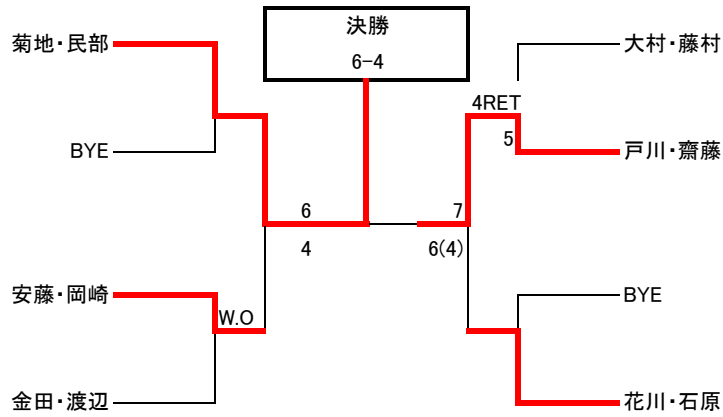 決勝
6-4
菊地・民部
BYE
安藤・岡崎
金田・渡辺
W.O
6
4
大村・藤村
4RET
5
戸川・齋藤
7
6(4)
BYE
花川・石原